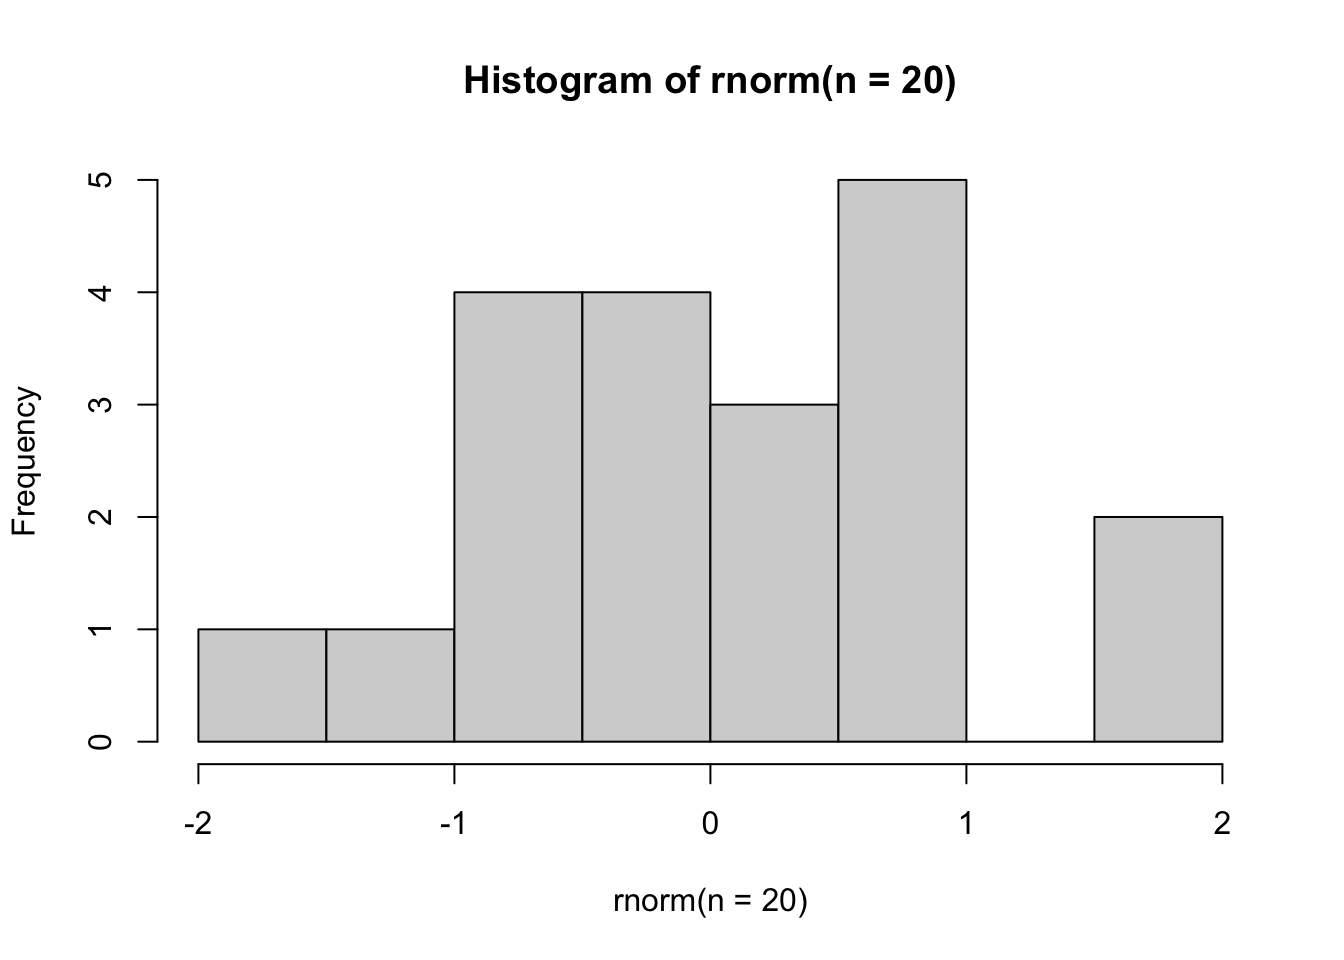 Histogram of rnorm(n = 20)
Frequency
5
4
3
2
1
0
-2 -1 0 1 2
rnorm(n = 20)